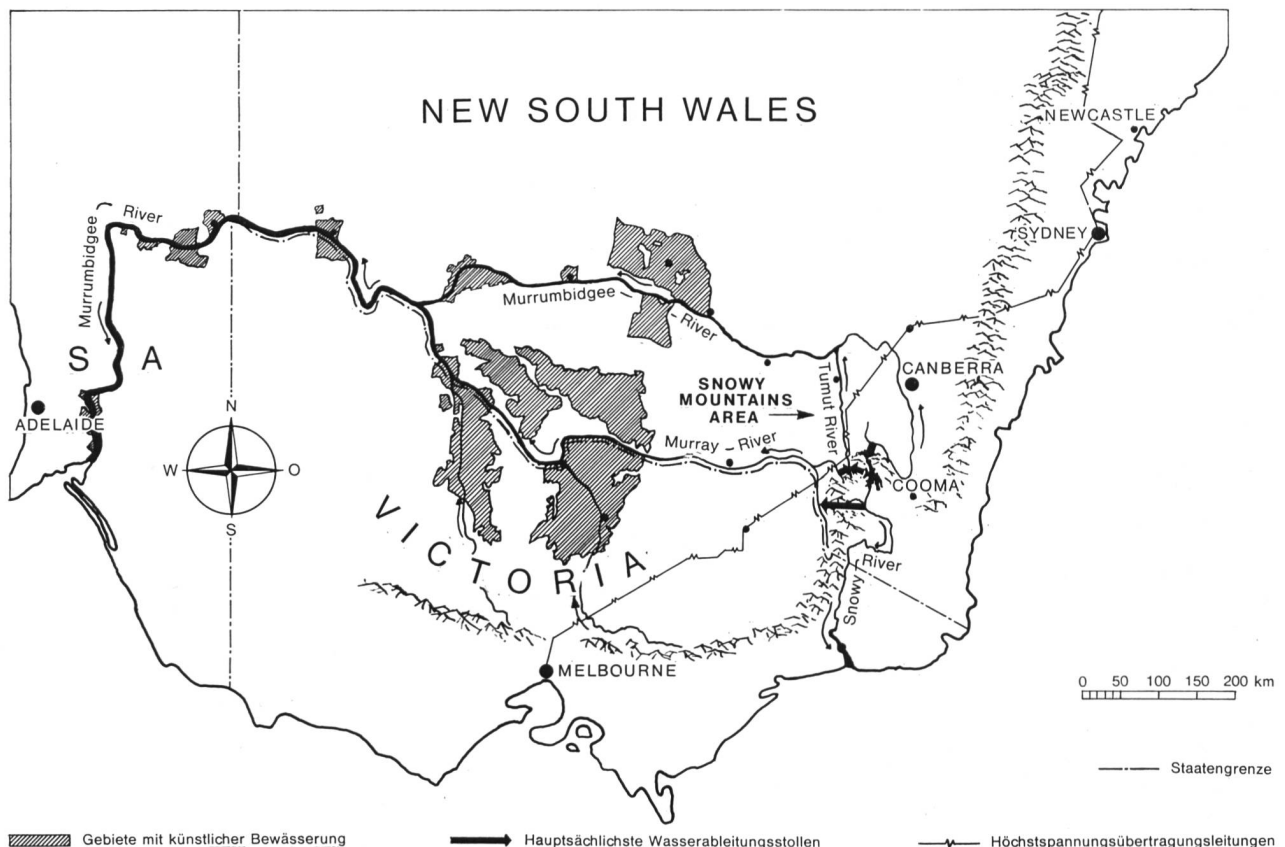 NEW SOUTH WALES
NEWCASTLE
SYDNEY
Murrumbidgee River
Murrumbidgee River
SNOWY
MOUNTAINS
AREA
Tumut River
CANBERRA
S A
ADELAIDE
N
W O
S
Murray River
COOMA
VICTORIA
Snowy River
MELBOURNE
0 50 100 150 200 km
Staatengrenze
Gebiete mit künstlicher Bewässerung
Hauptsächlichste Wasserableitungsstollen
Höchstspannungsübertragungsleitungen